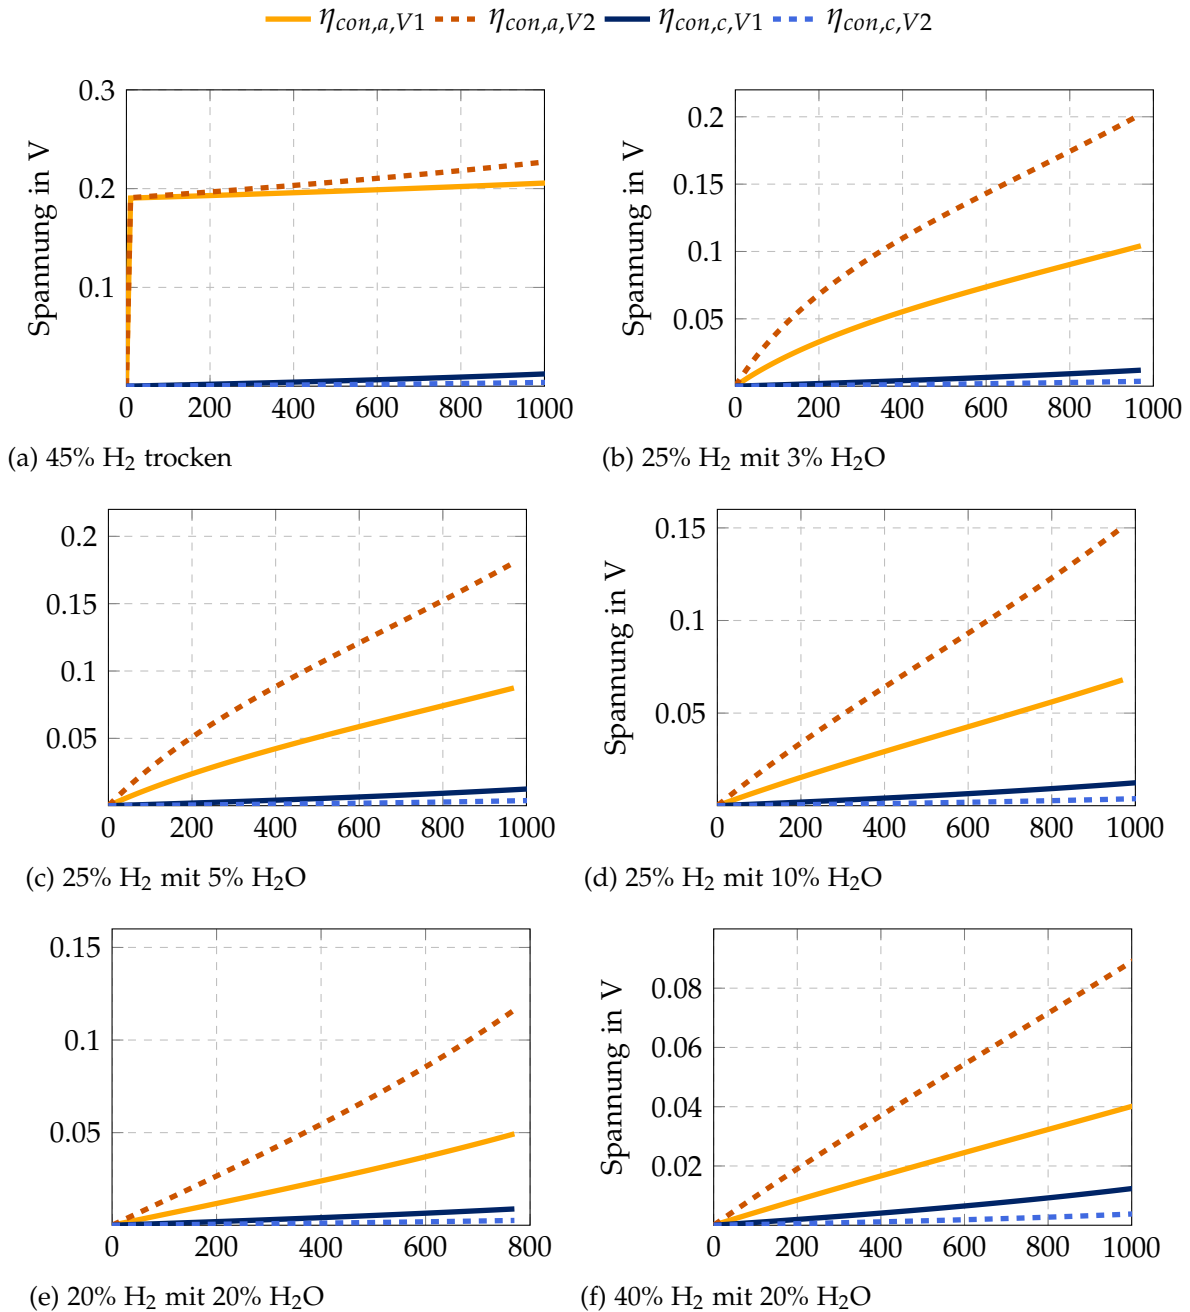 η_{con,a,V1} η_{con,a,V2} η_{con,c,V1} η_{con,c,V2}
0.3
0.2
0.1
Spannung in V
0 200 400 600 800 1000
(a) 45% H₂ trocken
0.2
0.15
0.1
0.05
Spannung in V
0 200 400 600 800 1000
(b) 25% H₂ mit 3% H₂O
0.2
0.15
0.1
0.05
0 200 400 600 800 1000
(c) 25% H₂ mit 5% H₂O
0.15
0.1
0.05
Spannung in V
0 200 400 600 800 1000
(d) 25% H₂ mit 10% H₂O
0.15
0.1
0.05
0 200 400 600 800
(e) 20% H₂ mit 20% H₂O
0.08
0.06
0.04
0.02
Spannung in V
0 200 400 600 800 1000
(f) 40% H₂ mit 20% H₂O